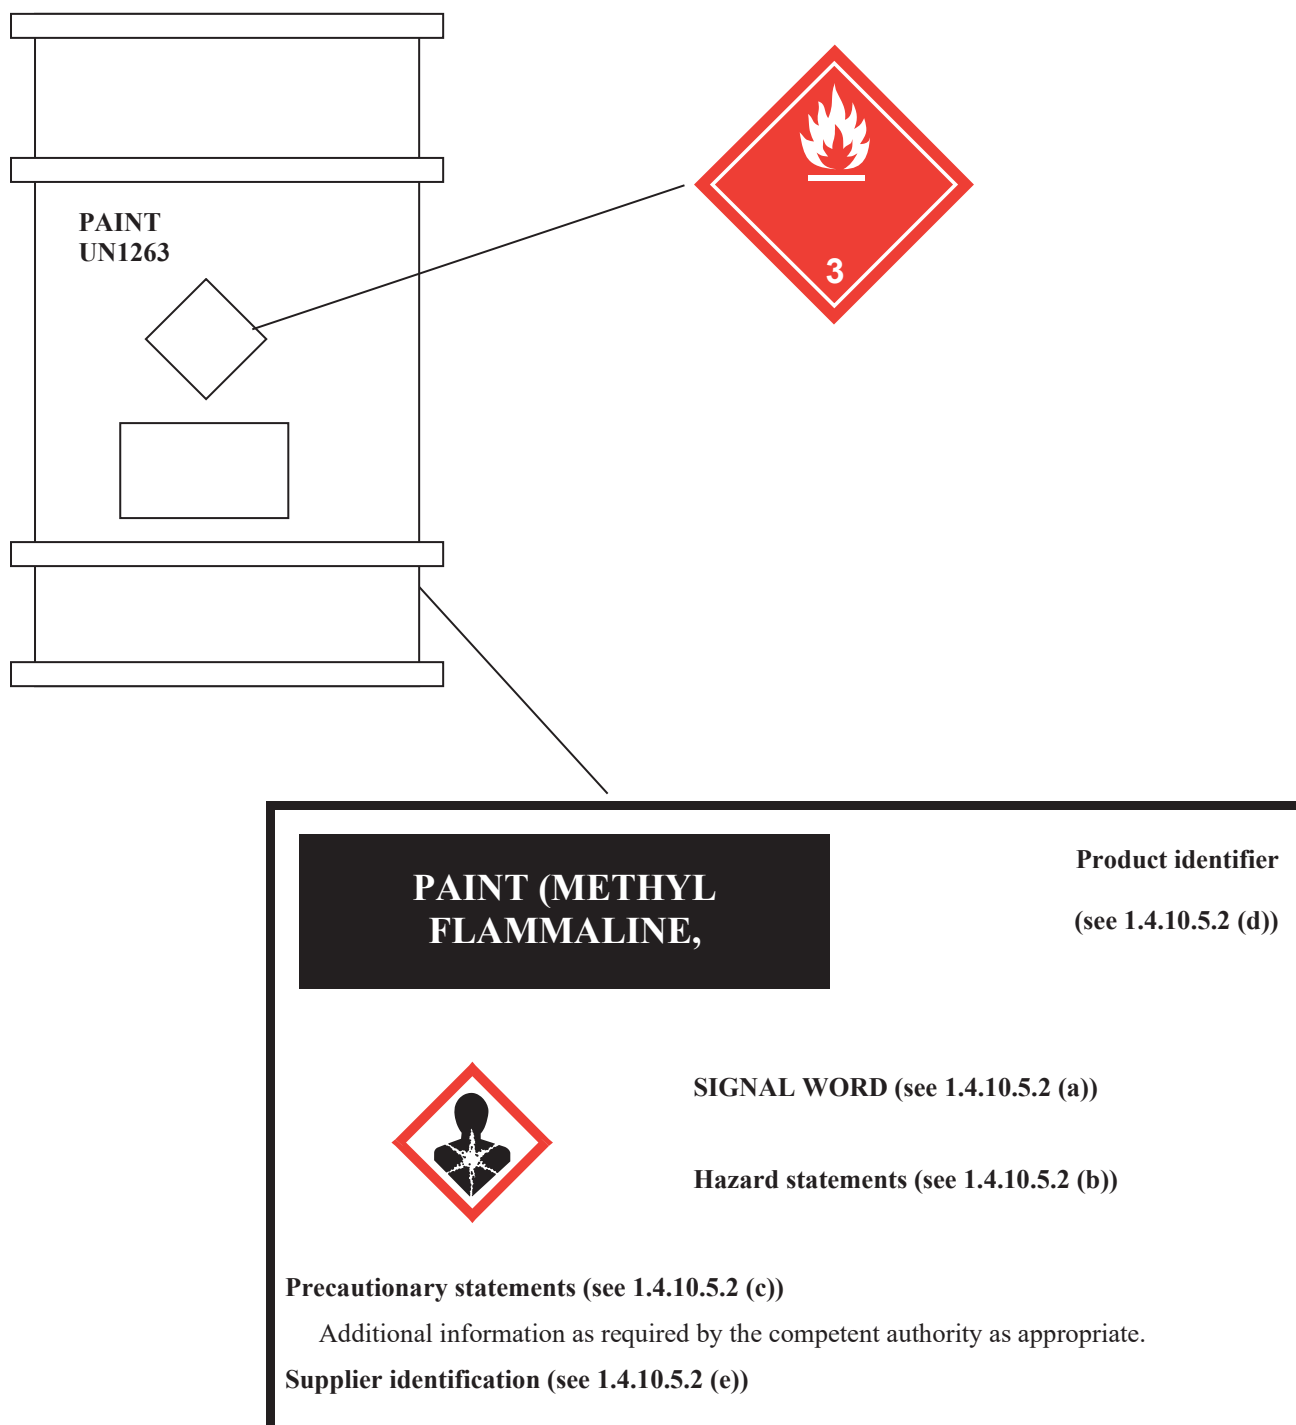 PAINT
UN1263
3
PAINT (METHYL
FLAMMALINE,
Product identifier
(see 1.4.10.5.2 (d))
SIGNAL WORD (see 1.4.10.5.2 (a))
Hazard statements (see 1.4.10.5.2 (b))
Precautionary statements (see 1.4.10.5.2 (c))
Additional information as required by the competent authority as appropriate.
Supplier identification (see 1.4.10.5.2 (e))